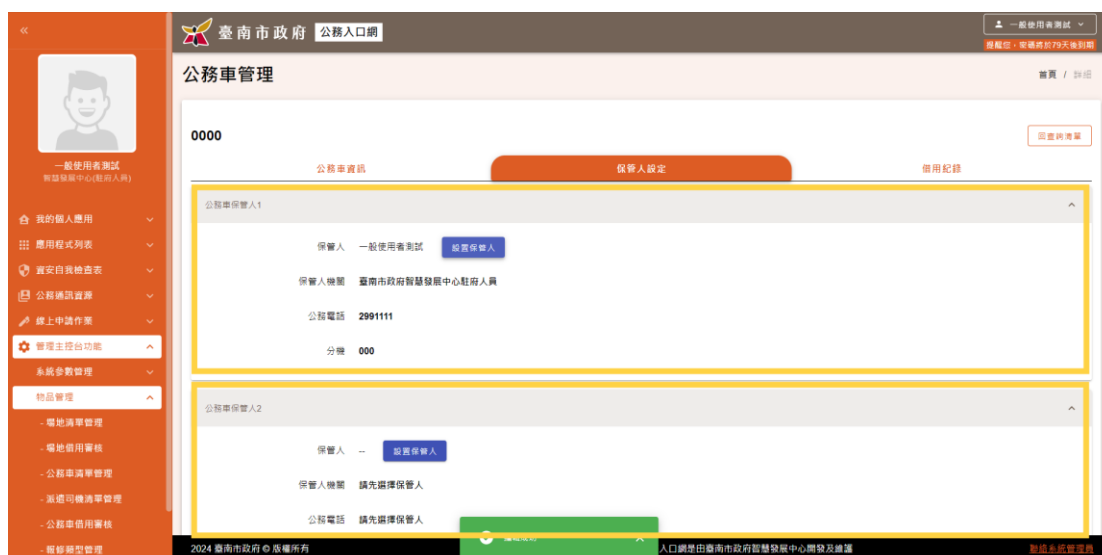 «
臺南市政府 公務入口網
一般使用者測試
提醒您，密碼將於79天後到期
公務車管理
首頁 / 詳細
一般使用者測試
智慧發展中心(駐府人員)
我的個人應用
應用程式列表
資安自我檢查表
公務通訊資源
線上申請作業
管理主控台功能
系統參數管理
物品管理
- 場地清單管理
- 場地借用審核
- 公務車清單管理
- 派遣司機清單管理
- 公務車借用審核
- 報修類型管理
0000
回查詢清單
公務車資訊
保管人設定
借用紀錄
公務車保管人1
保管人 一般使用者測試 設置保管人
保管人機關 臺南市政府智慧發展中心駐府人員
公務電話 2991111
分機 000
公務車保管人2
保管人 -- 設置保管人
保管人機關 請先選擇保管人
公務電話 請先選擇保管人
2024 臺南市政府 © 版權所有
人口網是由臺南市政府智慧發展中心開發及維護
聯絡系統管理員